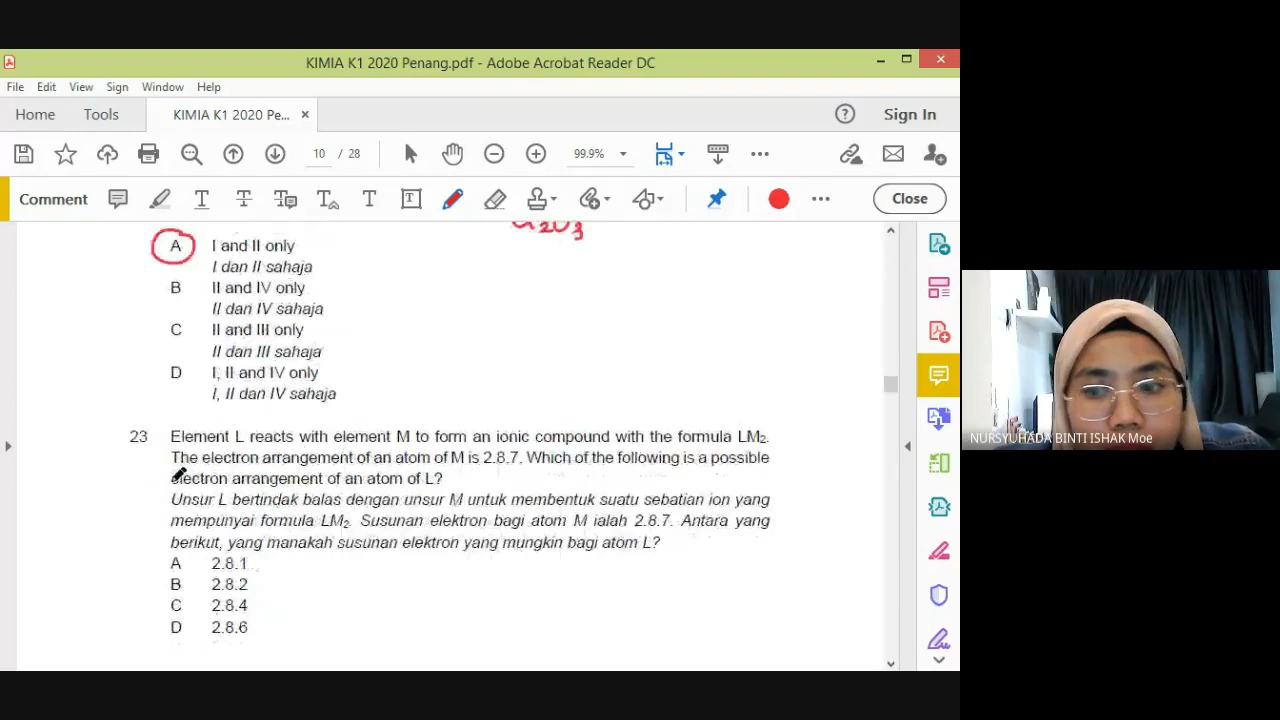 KIMIA K1 2020 Penang.pdf - Adobe Acrobat Reader DC
File Edit View Sign Window Help
Home Tools KIMIA K1 2020 Pe... × Sign In
10 / 28 99.9%
Comment Close
A I and II only
I dan II sahaja
B II and IV only
II dan IV sahaja
C II and III only
II dan III sahaja
D I, II and IV only
I, II dan IV sahaja
23 Element L reacts with element M to form an ionic compound with the formula LM₂.
The electron arrangement of an atom of M is 2.8.7. Which of the following is a possible
electron arrangement of an atom of L?
Unsur L bertindak balas dengan unsur M untuk membentuk suatu sebatian ion yang
mempunyai formula LM₂. Susunan elektron bagi atom M ialah 2.8.7. Antara yang
berikut, yang manakah susunan elektron yang mungkin bagi atom L?
A 2.8.1
B 2.8.2
C 2.8.4
D 2.8.6
NURSYUHADA BINTI ISHAK Moe